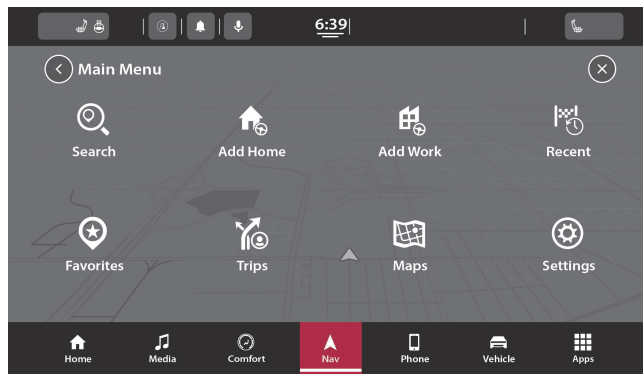 6:39
Main Menu
Search
Add Home
Add Work
Recent
Favorites
Trips
Maps
Settings
Home
Media
Comfort
Nav
Phone
Vehicle
Apps